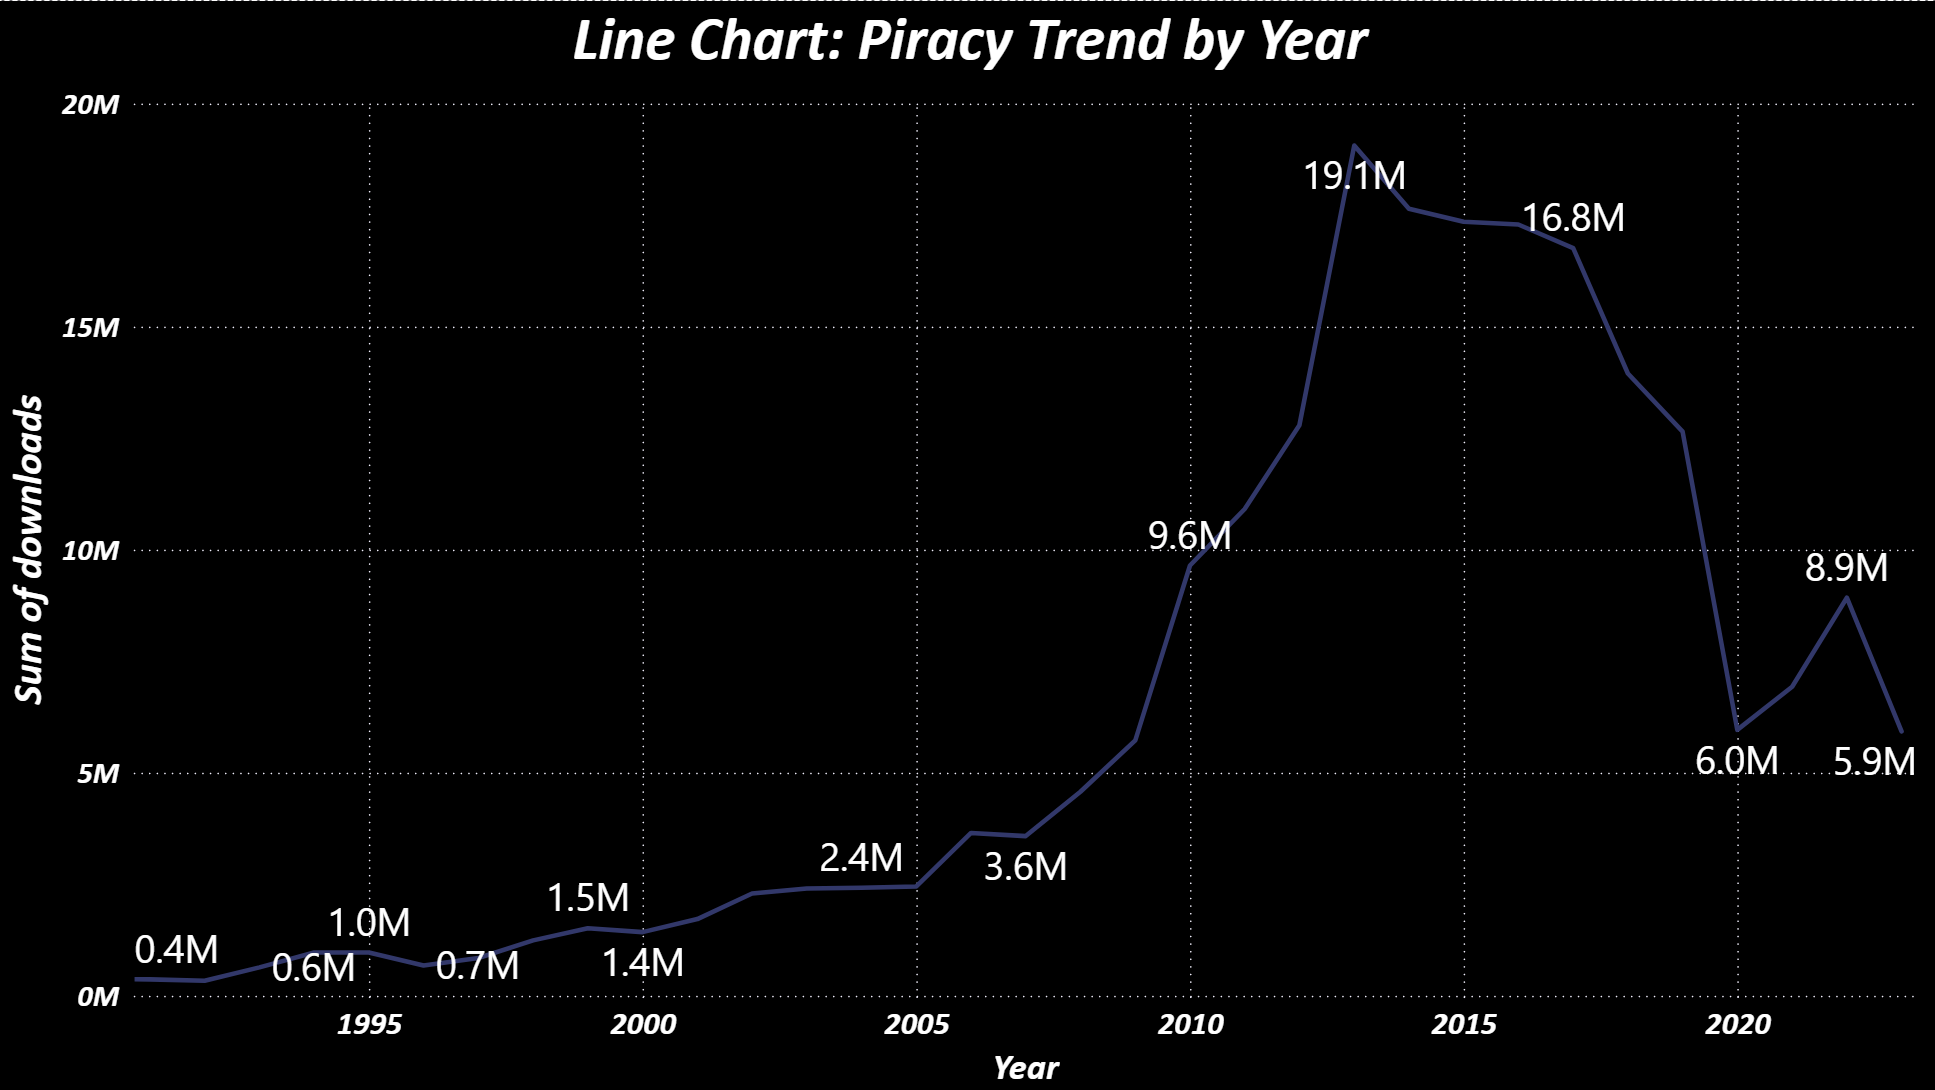 Line Chart: Piracy Trend by Year
20M
15M
10M
5M
0M
Sum of downloads
0.4M
0.6M
1.0M
0.7M
1.5M
1.4M
2.4M
3.6M
9.6M
19.1M
16.8M
6.0M
8.9M
5.9M
1995
2000
2005
2010
2015
2020
Year